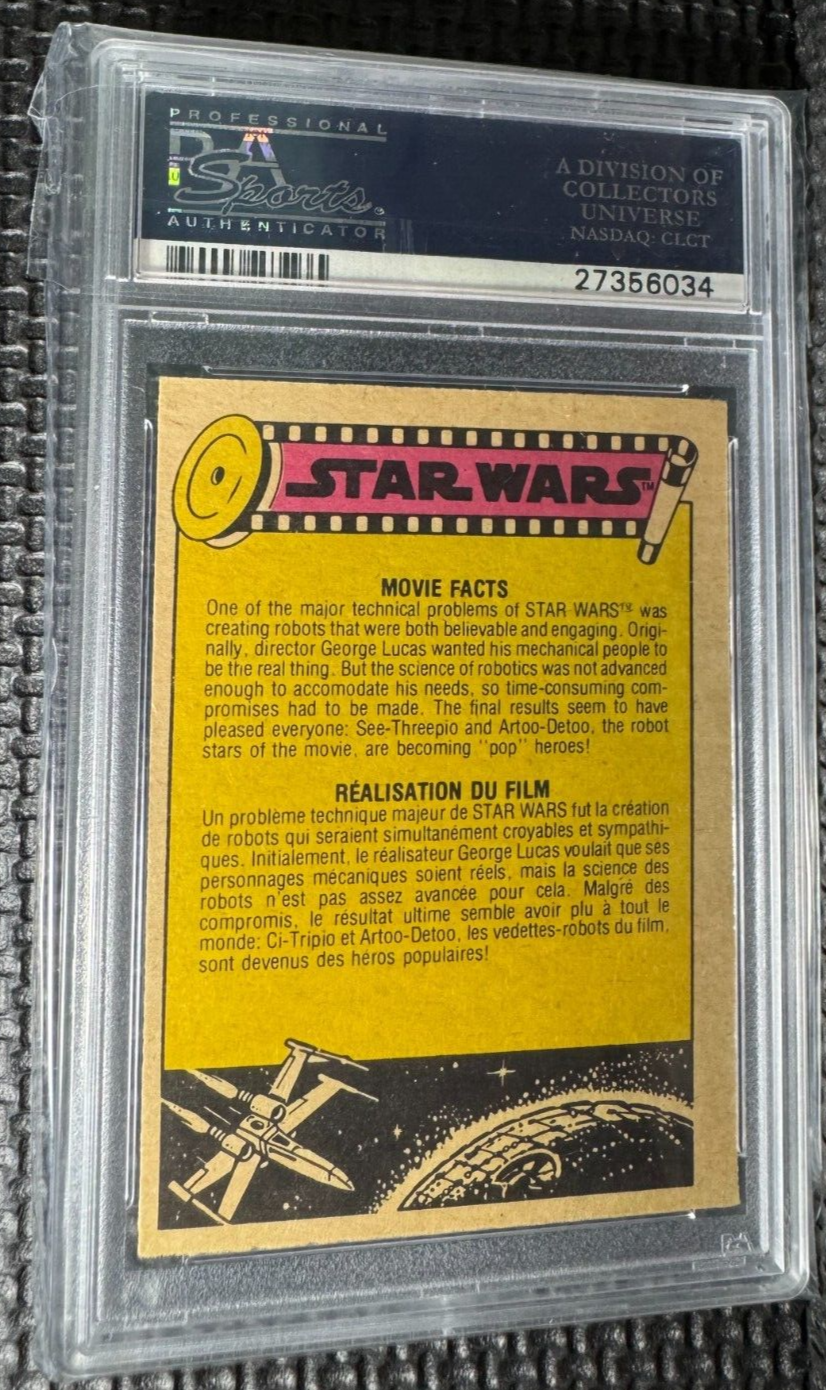 PROFESSIONAL
PSA
Sports.
AUTHENTICATOR
A DIVISION OF
COLLECTORS
UNIVERSE
NASDAQ: CLCT
27356034
STAR WARS™
MOVIE FACTS
One of the major technical problems of STAR WARS™ was
creating robots that were both believable and engaging. Origi-
nally, director George Lucas wanted his mechanical people to
be the real thing. But the science of robotics was not advanced
enough to accomodate his needs, so time-consuming com-
promises had to be made. The final results seem to have
pleased everyone: See-Threepio and Artoo-Detoo, the robot
stars of the movie, are becoming "pop" heroes!
RÉALISATION DU FILM
Un problème technique majeur de STAR WARS fut la création
de robots qui seraient simultanément croyables et sympathi-
ques. Initialement, le réalisateur George Lucas voulait que ses
personnages mécaniques soient réels, mais la science des
robots n'est pas assez avancée pour cela. Malgré des
compromis, le résultat ultime semble avoir plu à tout le
monde: Ci-Tripio et Artoo-Detoo, les vedettes-robots du film,
sont devenus des héros populaires!